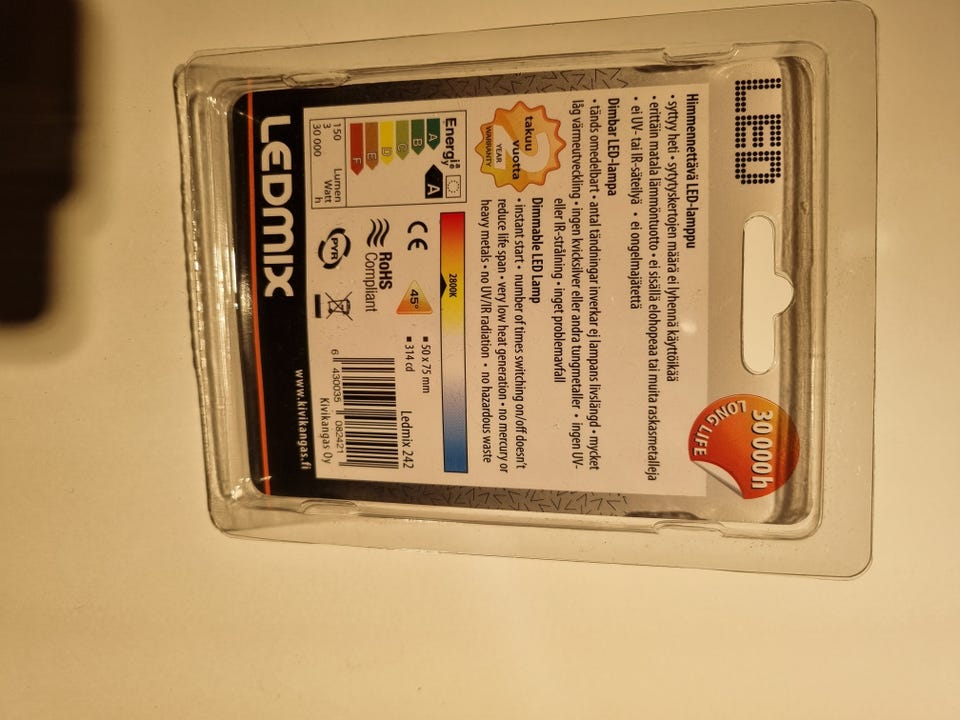 LED
30 000h
LONG LIFE
Himmennettävä LED-lamppu
• syttyy heti • sytytyskertojen määrä ei lyhennä käyttöikää
• erittäin matala lämmöntuotto • ei sisällä elohopeaa tai muita raskasmetalleja
• ei UV- tai IR-säteilyä • ei ongelmajätettä
Dimbar LED-lampa
• tänds omedelbart • antal tändningar inverkar ej lampans livslängd • mycket
låg värmeutveckling • ingen kvicksilver eller andra tungmetaller • ingen UV-
eller IR-strålning • inget problemavfall
takuu
2
vuotta
YEAR
WARRANTY
Dimmable LED Lamp
• instant start • number of times switching on/off doesn't
reduce life span • very low heat generation • no mercury or
heavy metals • no UV/IR radiation • no hazardous waste
Energi
A
B
C
D
E
F
A
150 Lumen
3 Watt
30 000 h
2800K
CE
45°
■ 50 x 75 mm
■ 314 cd
RoHS
Compliant
PYR
Ledmix 242
6 430035 082421
Kivikangas Oy
www.kivikangas.fi
LEDMIX